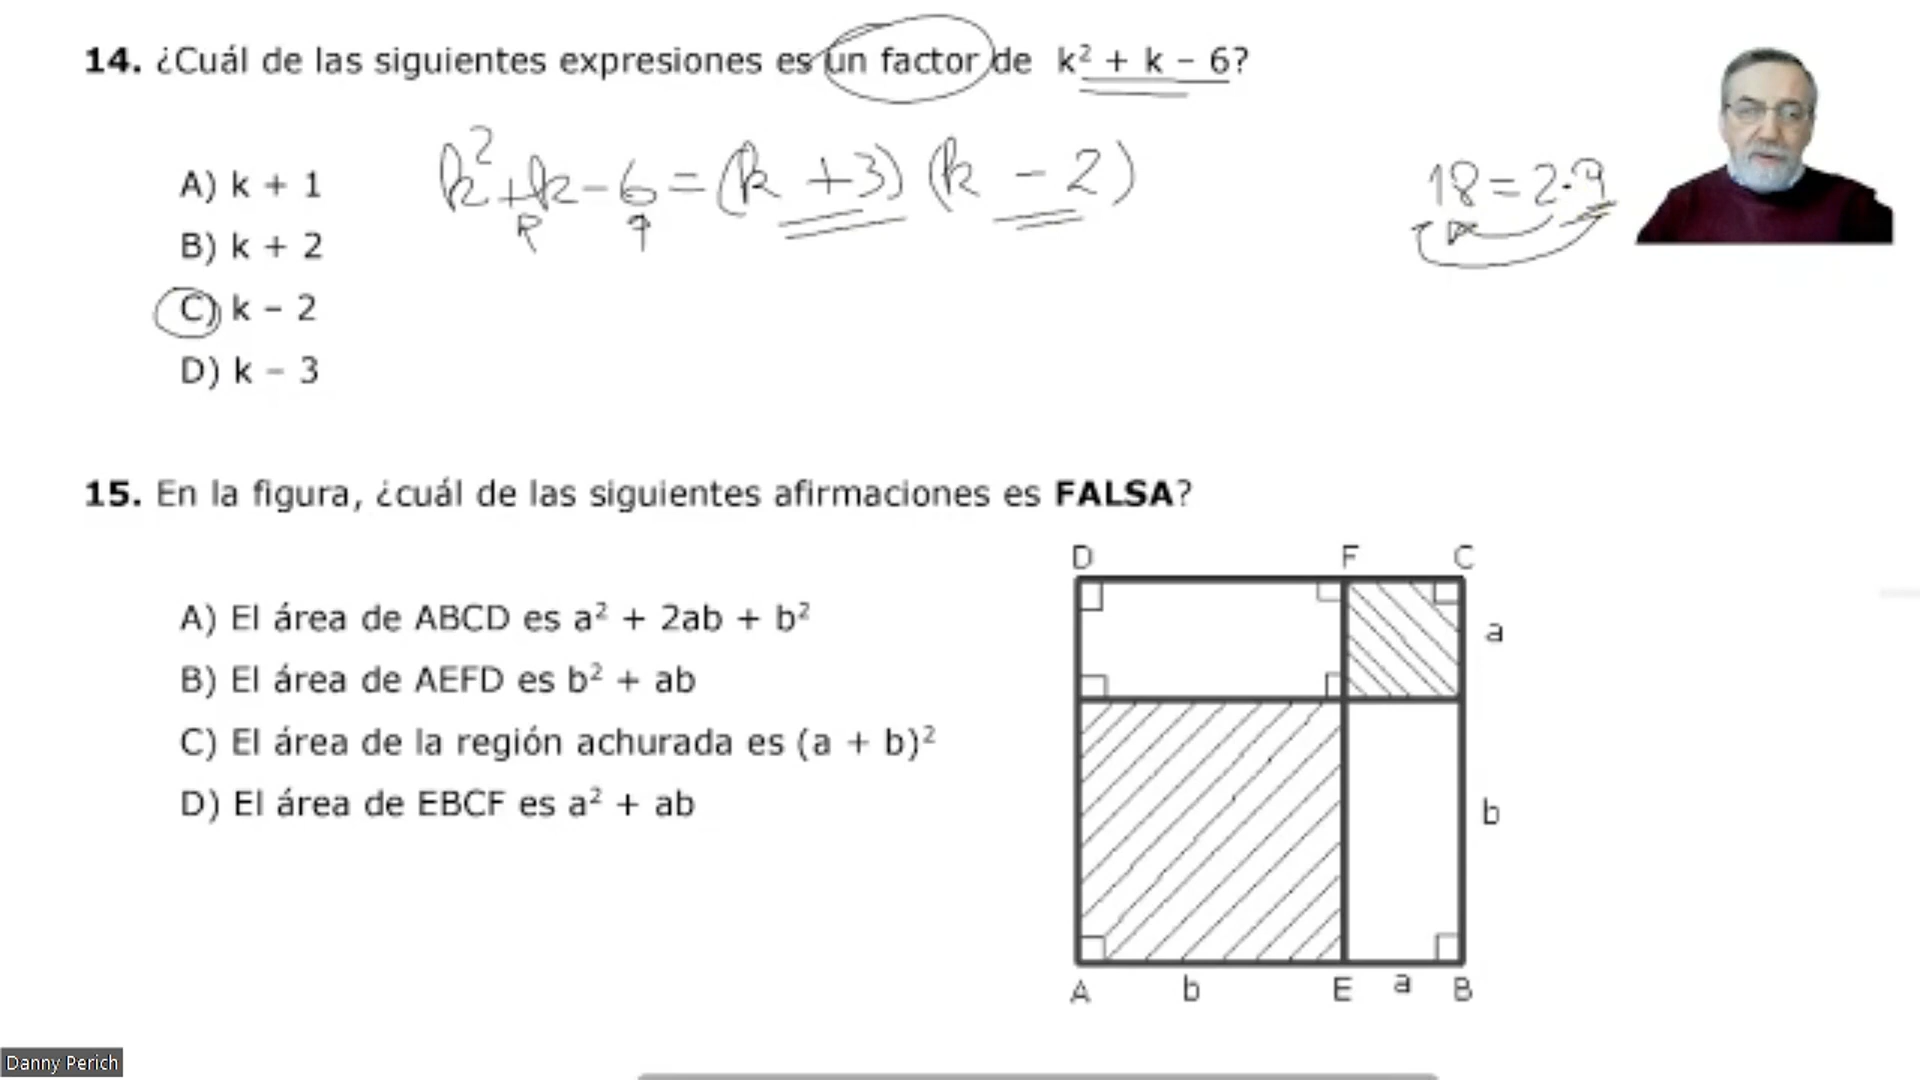 14. ¿Cuál de las siguientes expresiones es un factor de k² + k – 6?
k² + k – 6 = (k + 3) (k – 2)
18 = 2·9
A) k + 1
B) k + 2
C) k – 2
D) k – 3
15. En la figura, ¿cuál de las siguientes afirmaciones es FALSA?
A) El área de ABCD es a² + 2ab + b²
B) El área de AEFD es b² + ab
C) El área de la región achurada es (a + b)²
D) El área de EBCF es a² + ab
D F C
a
b
A b E a B
Danny Perich